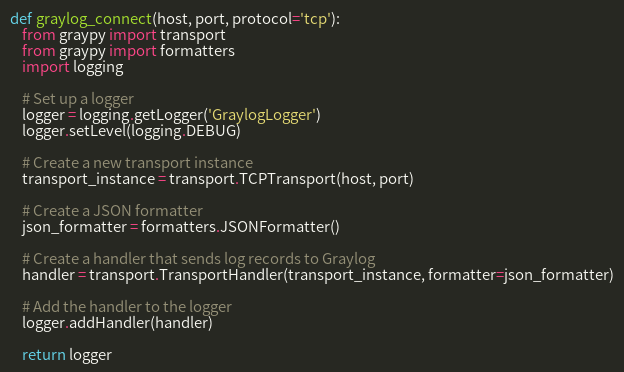 def graylog_connect(host, port, protocol='tcp'):
    from graypy import transport
    from graypy import formatters
    import logging

    # Set up a logger
    logger = logging.getLogger('GraylogLogger')
    logger.setLevel(logging.DEBUG)

    # Create a new transport instance
    transport_instance = transport.TCPTransport(host, port)

    # Create a JSON formatter
    json_formatter = formatters.JSONFormatter()

    # Create a handler that sends log records to Graylog
    handler = transport.TransportHandler(transport_instance, formatter=json_formatter)

    # Add the handler to the logger
    logger.addHandler(handler)

    return logger